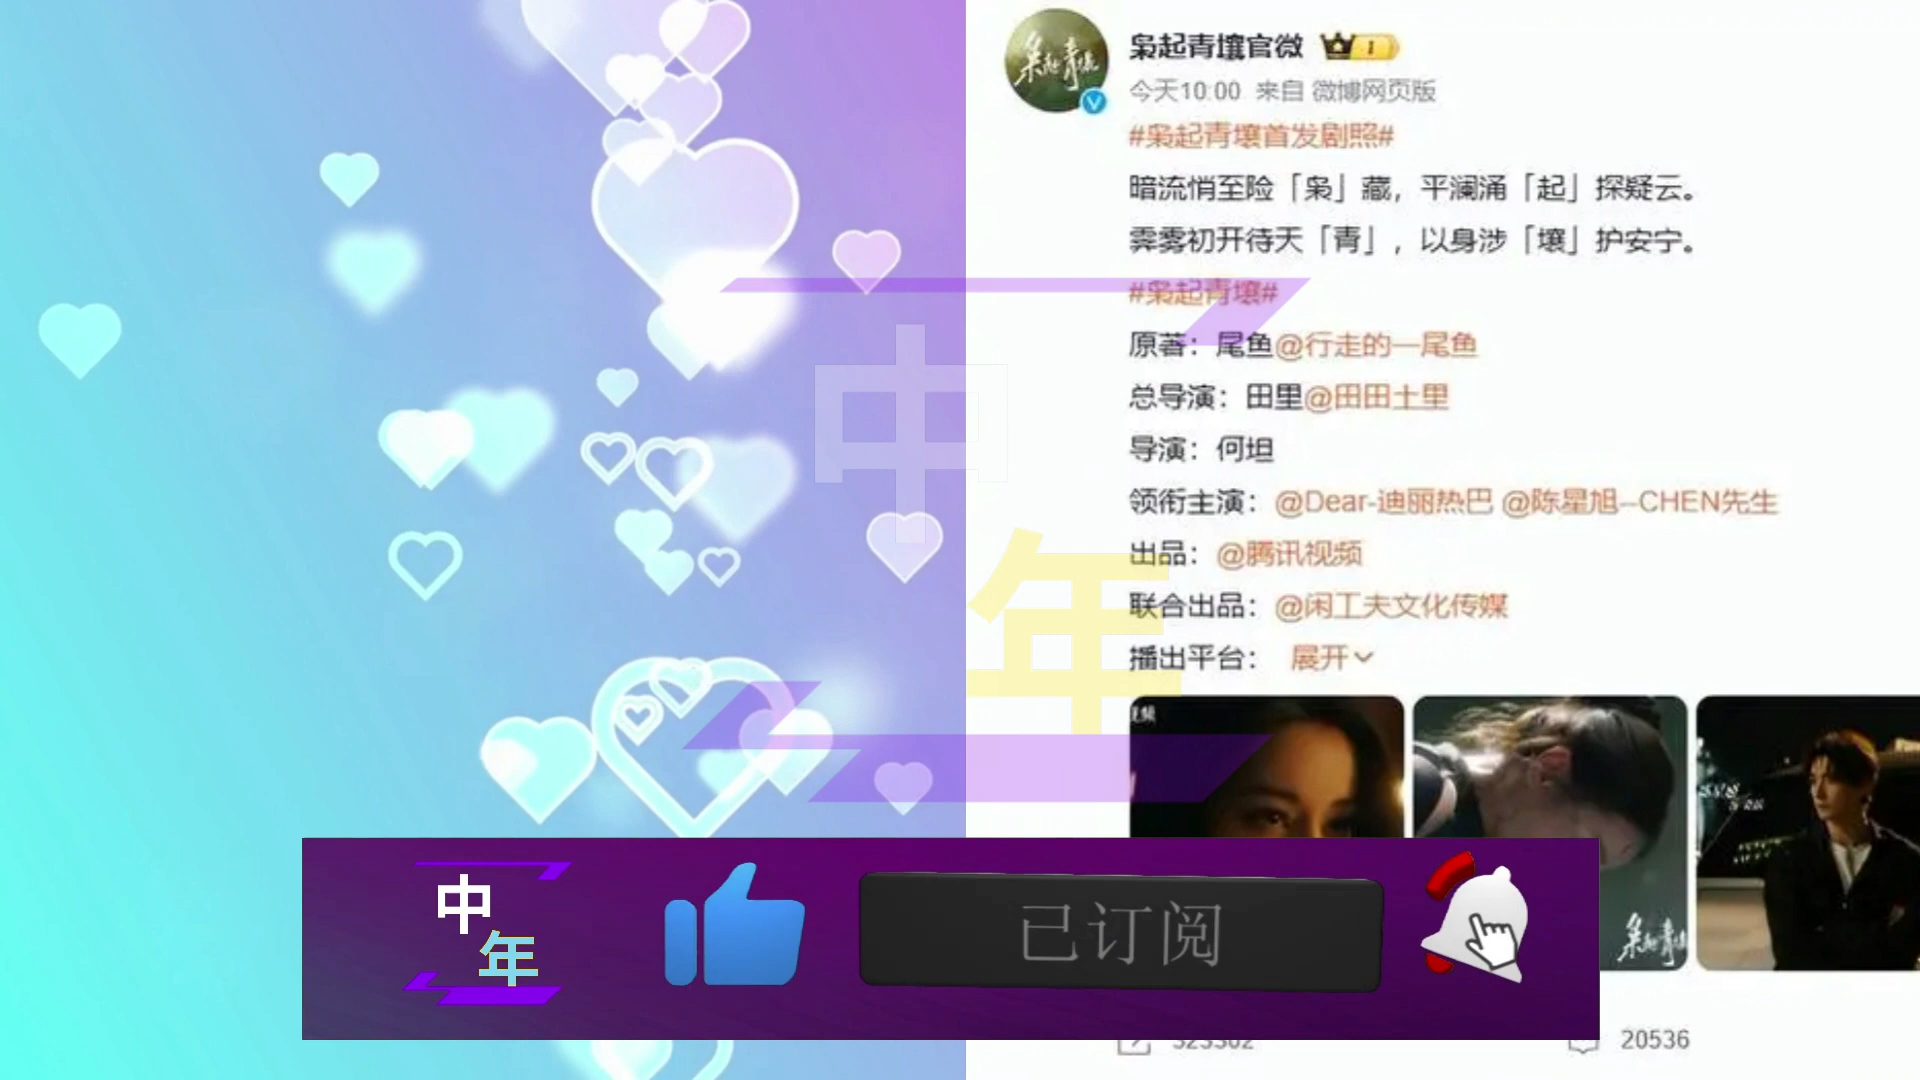 枭起青壤官微
今天10:00 来自 微博网页版
#枭起青壤首发剧照#
暗流悄至险「枭」藏，平澜涌「起」探疑云。
霁雾初开待天「青」，以身涉「壤」护安宁。
#枭起青壤#
原著：尾鱼@行走的一尾鱼
总导演：田里@田田土里
导演：何坦
领衔主演：@Dear-迪丽热巴 @陈星旭--CHEN先生
出品：@腾讯视频
联合出品：@闲工夫文化传媒
播出平台： 展开
中
年
中
年
已订阅
枭起青壤
20536